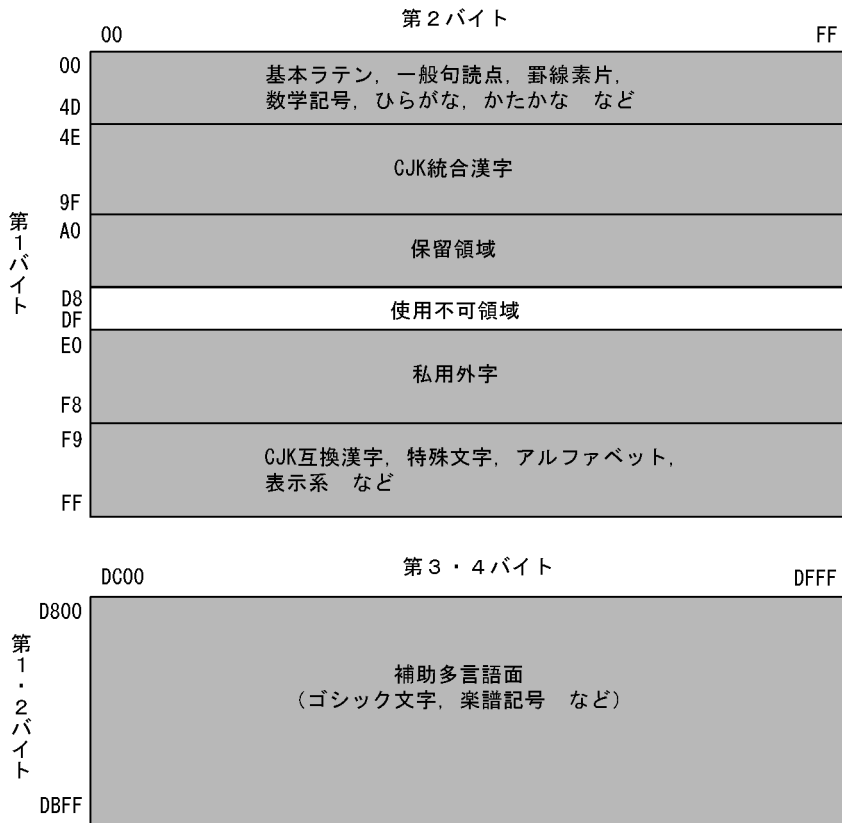 第２バイト
00
FF
00
基本ラテン，一般句読点，罫線素片，
数学記号，ひらがな，かたかな　など
4D
4E
CJK統合漢字
9F
A0
保留領域
D8
使用不可領域
DF
E0
私用外字
F8
F9
CJK互換漢字，特殊文字，アルファベット，
表示系　など
FF
第１バイト
第３・４バイト
DC00
DFFF
D800
補助多言語面
（ゴシック文字，楽譜記号　など）
DBFF
第１・２バイト